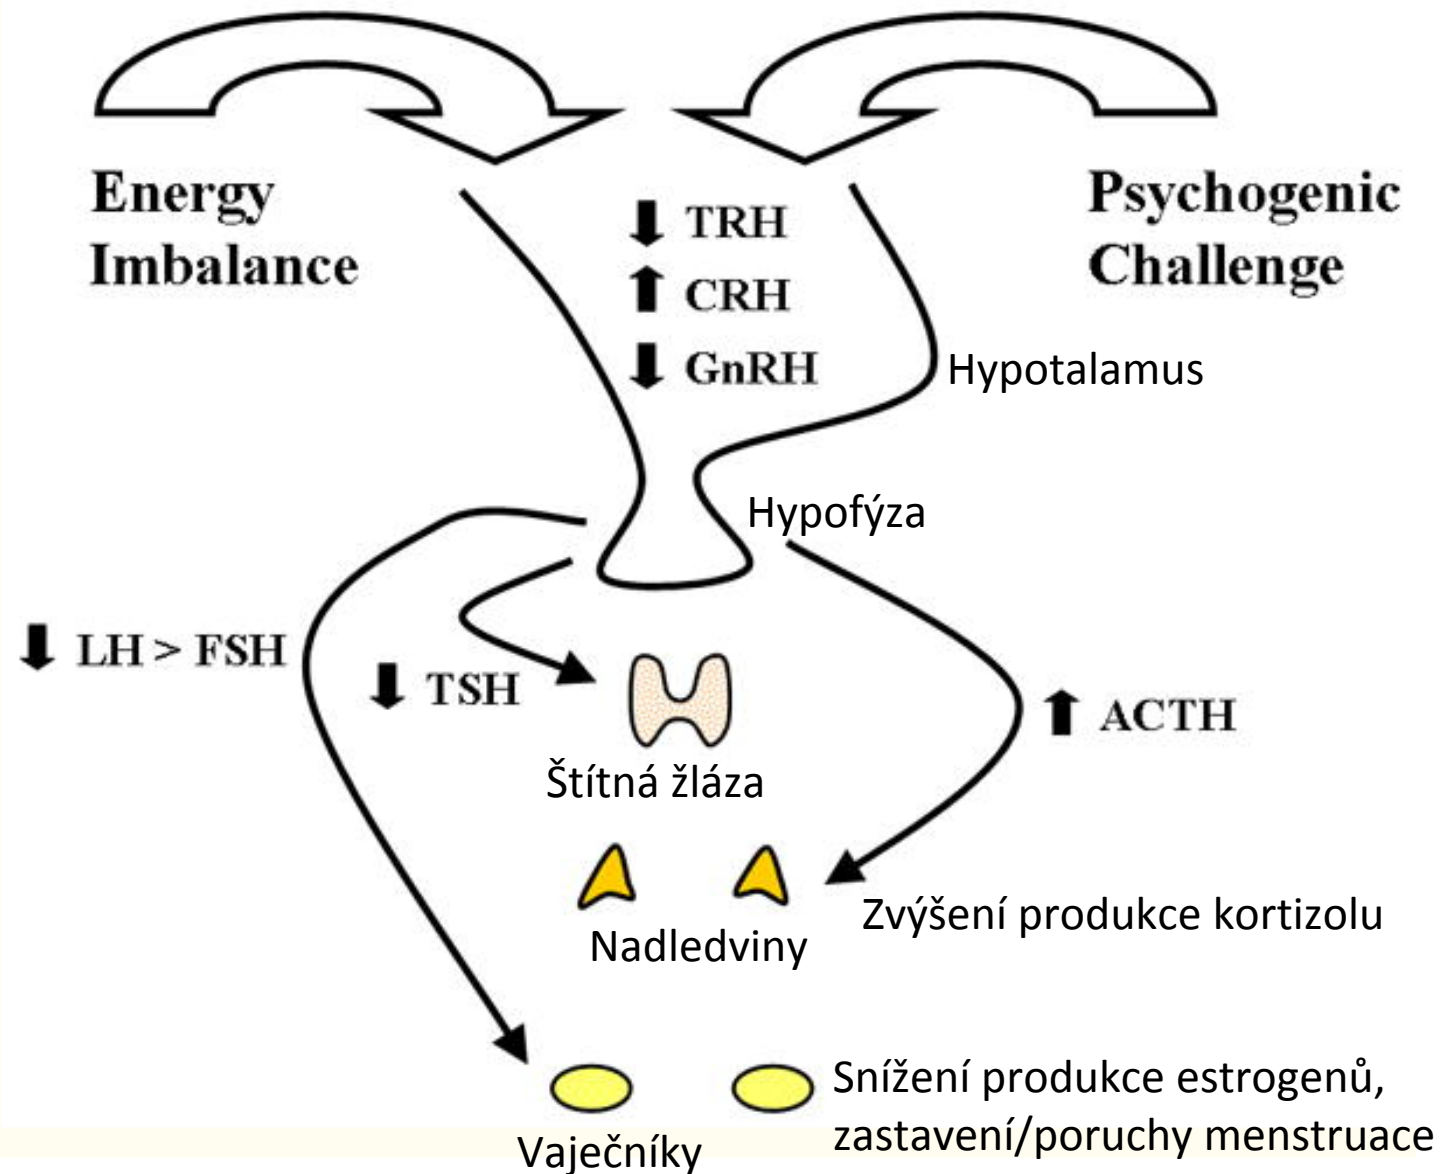 Energy
Imbalance
Psychogenic
Challenge
⬇ TRH
⬆ CRH
⬇ GnRH
Hypotalamus
Hypofýza
⬇ LH > FSH
⬇ TSH
⬆ ACTH
Štítná žláza
Zvýšení produkce kortizolu
Nadledviny
Snížení produkce estrogenů,
zastavení/poruchy menstruace
Vaječníky